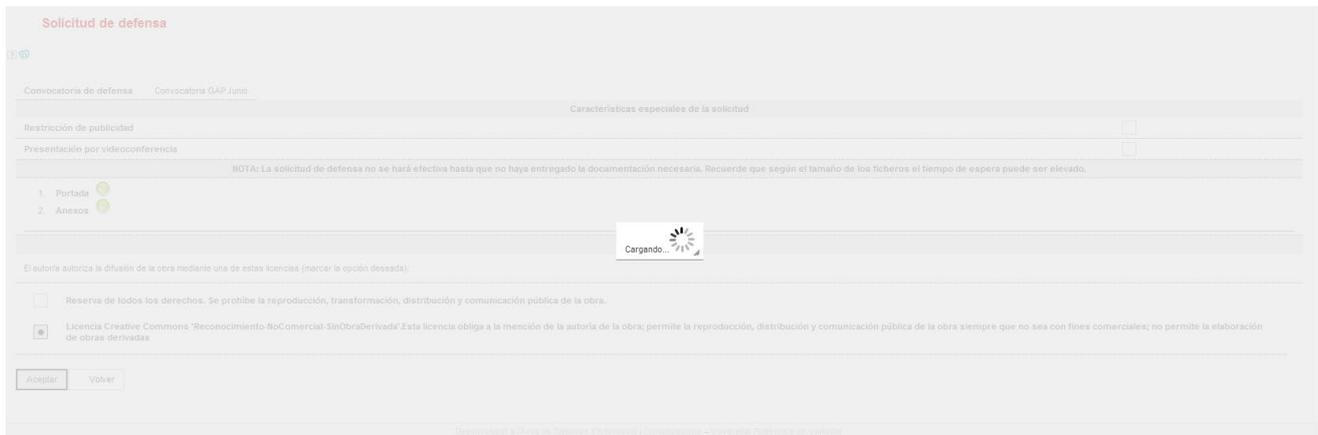 Solicitud de defensa
Convocatoria de defensa Convocatoria GAP Junio
Características especiales de la solicitud
Restricción de publicidad
Presentación por videoconferencia
NOTA: La solicitud de defensa no se hará efectiva hasta que no haya entregado la documentación necesaria. Recuerde que según el tamaño de los ficheros el tiempo de espera puede ser elevado.
1. Portada
2. Anexos
Cargando...
El autor/a autoriza la difusión de la obra mediante una de estas licencias (marcar la opción deseada):
Reserva de todos los derechos. Se prohíbe la reproducción, transformación, distribución y comunicación pública de la obra.
Licencia Creative Commons 'Reconocimiento-NoComercial-SinObraDerivada'.Esta licencia obliga a la mención de la autoría de la obra; permite la reproducción, distribución y comunicación pública de la obra siempre que no sea con fines comerciales; no permite la elaboración
de obras derivadas
Aceptar Volver